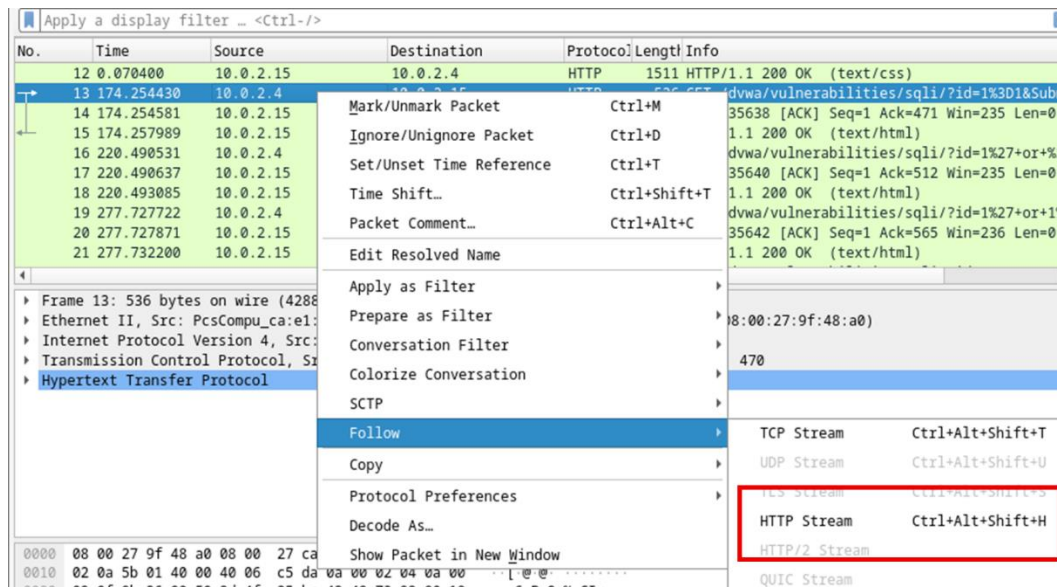 Apply a display filter … <Ctrl-/>
No. Time Source Destination Protocol Length Info
12 0.070400 10.0.2.15 10.0.2.4 HTTP 1511 HTTP/1.1 200 OK (text/css)
13 174.254430 10.0.2.4 /dvwa/vulnerabilities/sqli/?id=1%3D1&Sub
14 174.254581 10.0.2.15 35638 [ACK] Seq=1 Ack=471 Win=235 Len=0
15 174.257989 10.0.2.15 1.1 200 OK (text/html)
16 220.490531 10.0.2.4 dvwa/vulnerabilities/sqli/?id=1%27+or+%
17 220.490637 10.0.2.15 35640 [ACK] Seq=1 Ack=512 Win=235 Len=0
18 220.493085 10.0.2.15 1.1 200 OK (text/html)
19 277.727722 10.0.2.4 dvwa/vulnerabilities/sqli/?id=1%27+or+1
20 277.727871 10.0.2.15 35642 [ACK] Seq=1 Ack=565 Win=236 Len=0
21 277.732200 10.0.2.15 1.1 200 OK (text/html)
Mark/Unmark Packet Ctrl+M
Ignore/Unignore Packet Ctrl+D
Set/Unset Time Reference Ctrl+T
Time Shift… Ctrl+Shift+T
Packet Comment… Ctrl+Alt+C
Edit Resolved Name
Apply as Filter
Prepare as Filter
Conversation Filter
Colorize Conversation
SCTP
Follow
Copy
Protocol Preferences
Decode As…
Show Packet in New Window
Frame 13: 536 bytes on wire (4288
Ethernet II, Src: PcsCompu_ca:e1: 08:00:27:9f:48:a0)
Internet Protocol Version 4, Src:
Transmission Control Protocol, Sr 470
Hypertext Transfer Protocol
TCP Stream Ctrl+Alt+Shift+T
UDP Stream Ctrl+Alt+Shift+U
TLS Stream Ctrl+Alt+Shift+S
HTTP Stream Ctrl+Alt+Shift+H
HTTP/2 Stream
QUIC Stream
0000 08 00 27 9f 48 a0 08 00 27 ca
0010 02 0a 5b 01 40 00 40 06 c5 da 0a 00 02 04 0a 00 ··[·@·@· ········